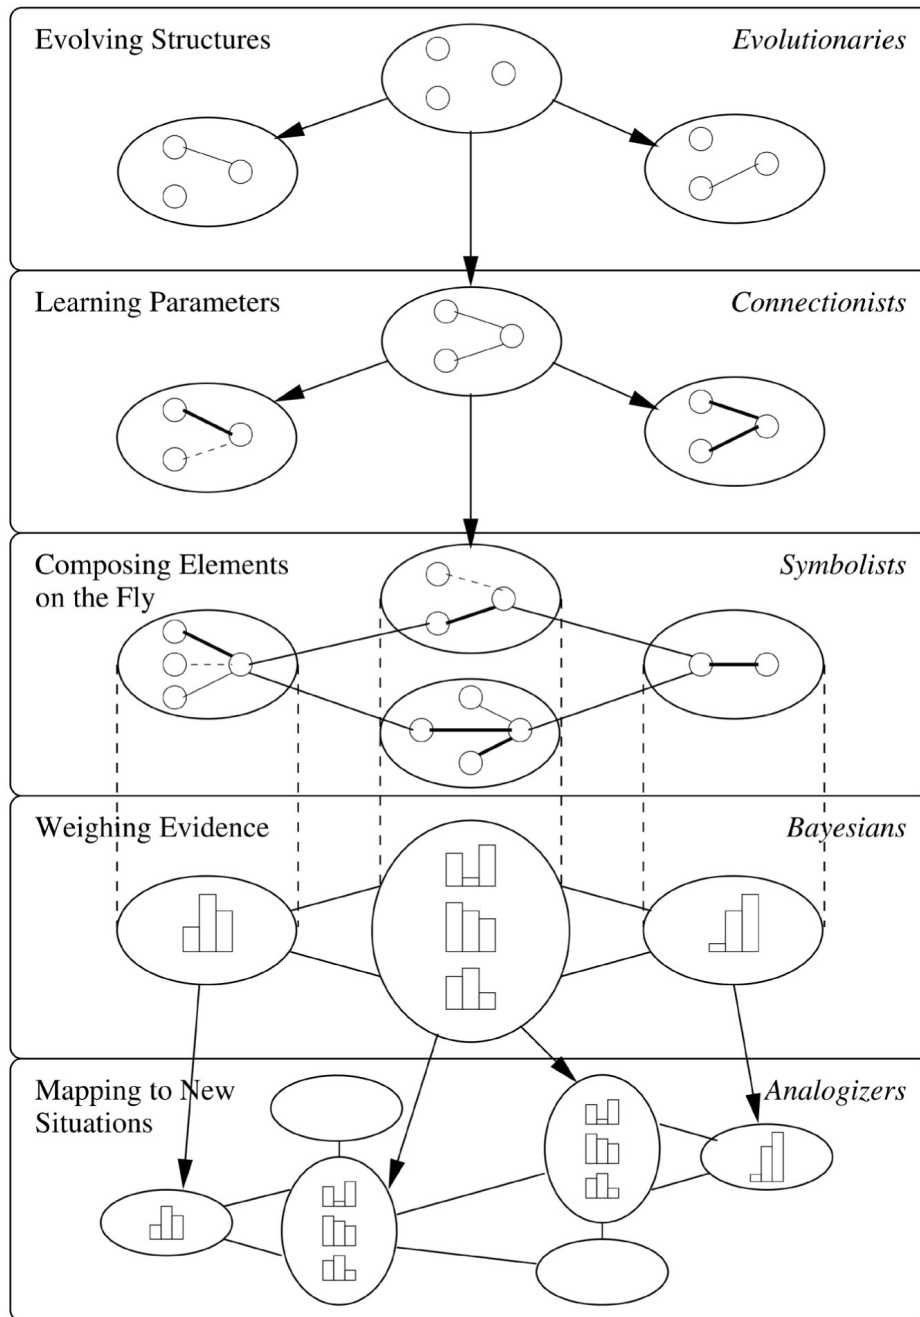 Evolving Structures
Evolutionaries
Learning Parameters
Connectionists
Composing Elements
on the Fly
Symbolists
Weighing Evidence
Bayesians
Mapping to New
Situations
Analogizers